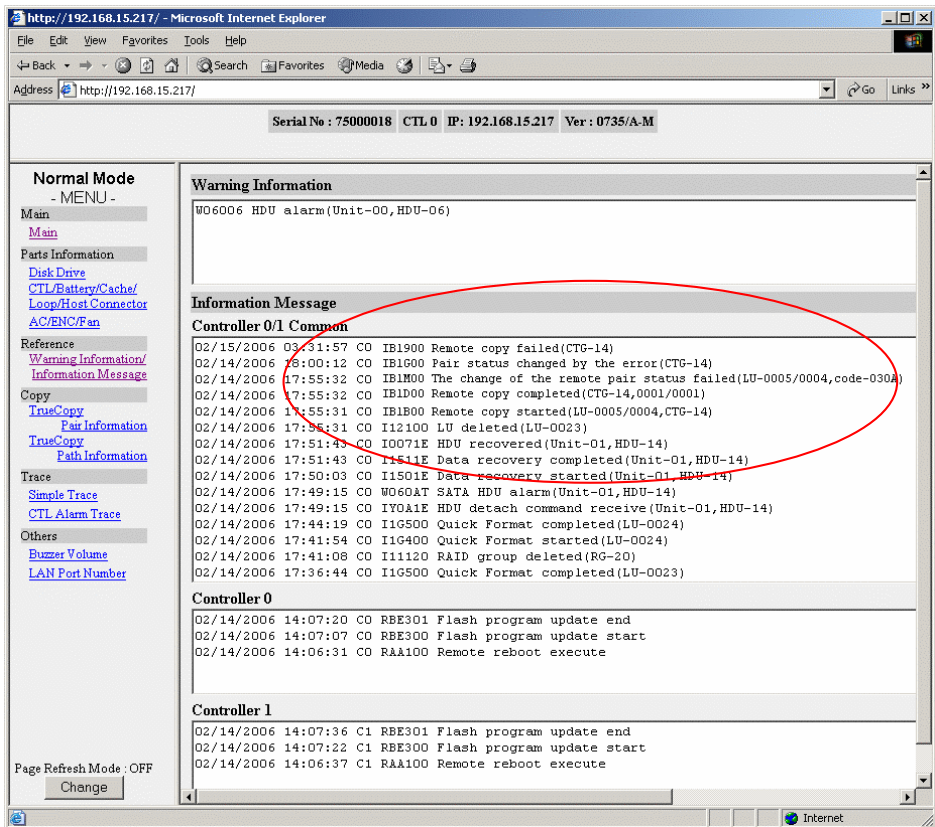 http://192.168.15.217/ - Microsoft Internet Explorer
File Edit View Favorites Tools Help
Back Search Favorites Media
Address http://192.168.15.217/ Go Links »
Serial No : 75000018 CTL 0 IP: 192.168.15.217 Ver : 0735/A-M
Normal Mode
- MENU -
Main
Main
Parts Information
Disk Drive
CTL/Battery/Cache/
Loop/Host Connector
AC/ENC/Fan
Reference
Warning Information/
Information Message
Copy
TrueCopy
Pair Information
TrueCopy
Path Information
Trace
Simple Trace
CTL Alarm Trace
Others
Buzzer Volume
LAN Port Number
Page Refresh Mode : OFF
Change
Warning Information
W06006 HDU alarm(Unit-00,HDU-06)
Information Message
Controller 0/1 Common
02/15/2006 03:31:57 C0 IB1900 Remote copy failed(CTG-14)
02/14/2006 18:00:12 C0 IB1G00 Pair status changed by the error(CTG-14)
02/14/2006 17:55:32 C0 IB1M00 The change of the remote pair status failed(LU-0005/0004,code-030A)
02/14/2006 17:55:32 C0 IB1D00 Remote copy completed(CTG-14,0001/0001)
02/14/2006 17:55:31 C0 IB1B00 Remote copy started(LU-0005/0004,CTG-14)
02/14/2006 17:55:31 C0 I12100 LU deleted(LU-0023)
02/14/2006 17:51:43 C0 I0071E HDU recovered(Unit-01,HDU-14)
02/14/2006 17:51:43 C0 I1511E Data recovery completed(Unit-01,HDU-14)
02/14/2006 17:50:03 C0 I1501E Data recovery started(Unit-01,HDU-14)
02/14/2006 17:49:15 C0 W060AT SATA HDU alarm(Unit-01,HDU-14)
02/14/2006 17:49:15 C0 IY0A1E HDU detach command receive(Unit-01,HDU-14)
02/14/2006 17:44:19 C0 I1G500 Quick Format completed(LU-0024)
02/14/2006 17:41:54 C0 I1G400 Quick Format started(LU-0024)
02/14/2006 17:41:08 C0 I11120 RAID group deleted(RG-20)
02/14/2006 17:36:44 C0 I1G500 Quick Format completed(LU-0023)
Controller 0
02/14/2006 14:07:20 C0 RBE301 Flash program update end
02/14/2006 14:07:07 C0 RBE300 Flash program update start
02/14/2006 14:06:31 C0 RAA100 Remote reboot execute
Controller 1
02/14/2006 14:07:36 C1 RBE301 Flash program update end
02/14/2006 14:07:22 C1 RBE300 Flash program update start
02/14/2006 14:06:37 C1 RAA100 Remote reboot execute
Internet